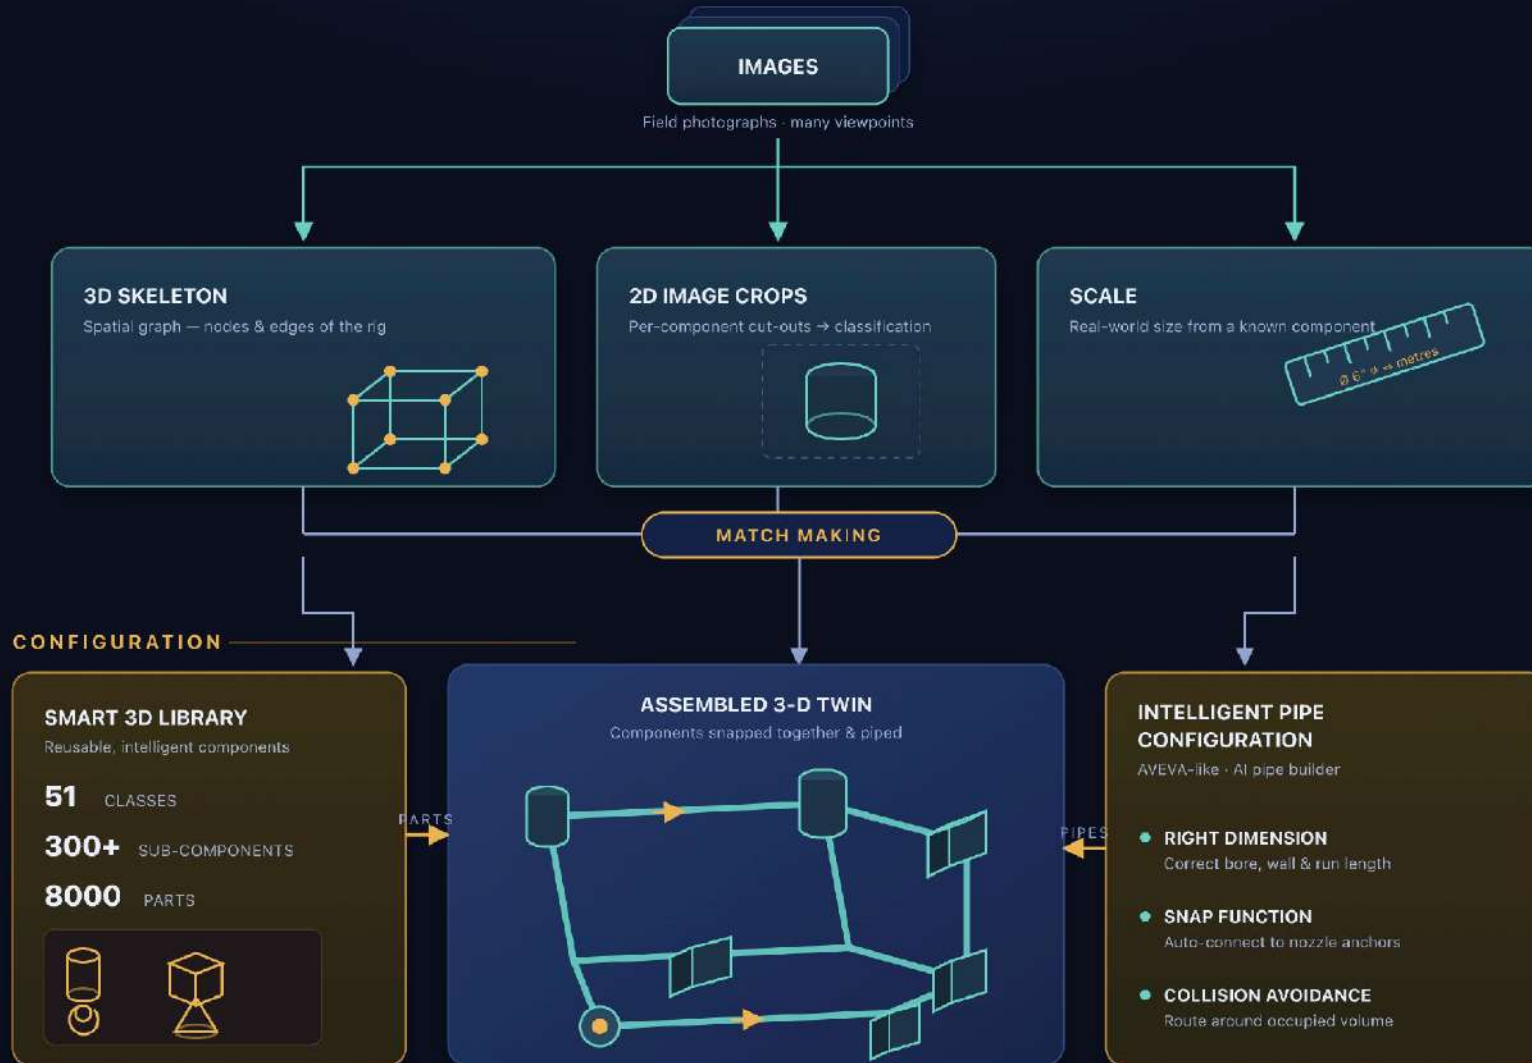 IMAGES
Field photographs · many viewpoints
3D SKELETON
Spatial graph — nodes & edges of the rig
2D IMAGE CROPS
Per-component cut-outs → classification
SCALE
Real-world size from a known component
MATCH MAKING
CONFIGURATION
SMART 3D LIBRARY
Reusable, intelligent components
51 CLASSES
300+ SUB-COMPONENTS
8000 PARTS
PARTS
ASSEMBLED 3-D TWIN
Components snapped together & piped
PIPES
INTELLIGENT PIPE
CONFIGURATION
AVEVA-like · AI pipe builder
RIGHT DIMENSION
Correct bore, wall & run length
SNAP FUNCTION
Auto-connect to nozzle anchors
COLLISION AVOIDANCE
Route around occupied volume